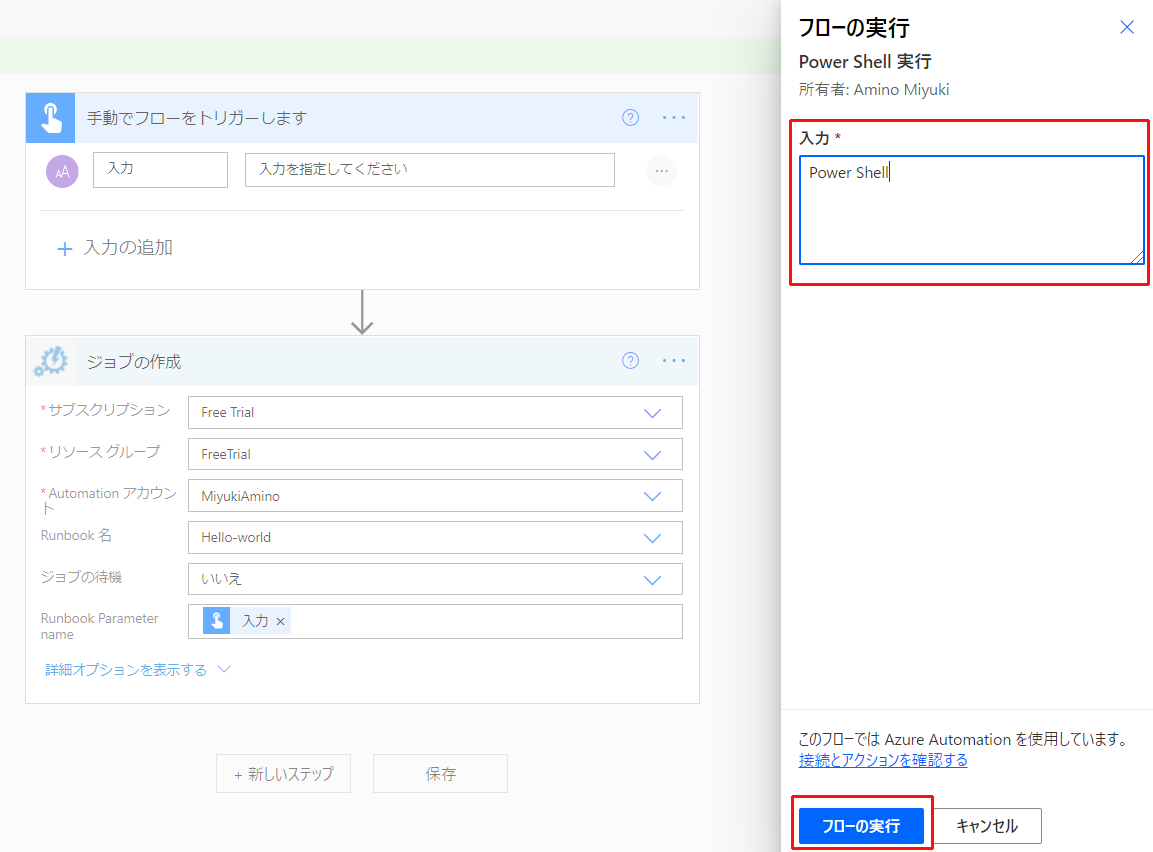 手動でフローをトリガーします
入力
入力を指定してください
+ 入力の追加
ジョブの作成
*サブスクリプション
Free Trial
*リソース グループ
FreeTrial
*Automation アカウント
MiyukiAmino
Runbook 名
Hello-world
ジョブの待機
いいえ
Runbook Parameter
name
入力 ×
詳細オプションを表示する
+ 新しいステップ
保存
フローの実行
Power Shell 実行
所有者: Amino Miyuki
入力 *
Power Shell
このフローでは Azure Automation を使用しています。
接続とアクションを確認する
フローの実行
キャンセル